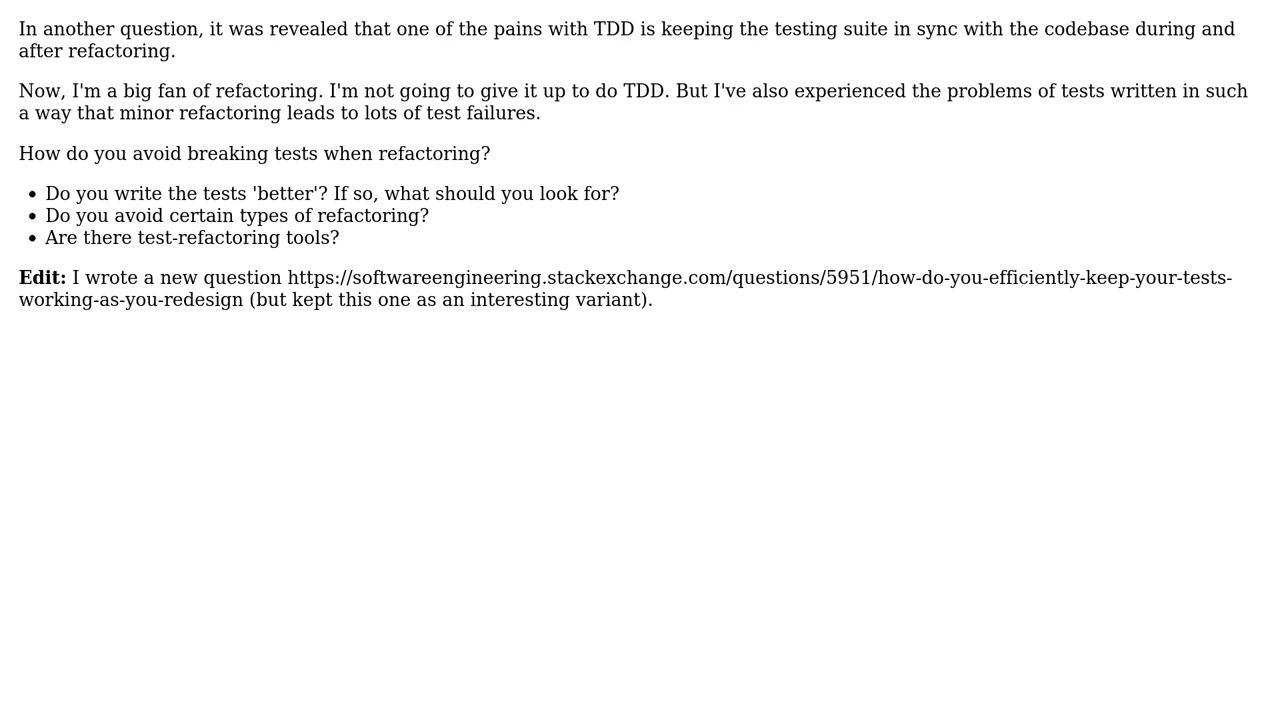 In another question, it was revealed that one of the pains with TDD is keeping the testing suite in sync with the codebase during and
after refactoring.
Now, I'm a big fan of refactoring. I'm not going to give it up to do TDD. But I've also experienced the problems of tests written in such
a way that minor refactoring leads to lots of test failures.
How do you avoid breaking tests when refactoring?
• Do you write the tests 'better'? If so, what should you look for?
• Do you avoid certain types of refactoring?
• Are there test-refactoring tools?
Edit: I wrote a new question https://softwareengineering.stackexchange.com/questions/5951/how-do-you-efficiently-keep-your-tests-
working-as-you-redesign (but kept this one as an interesting variant).